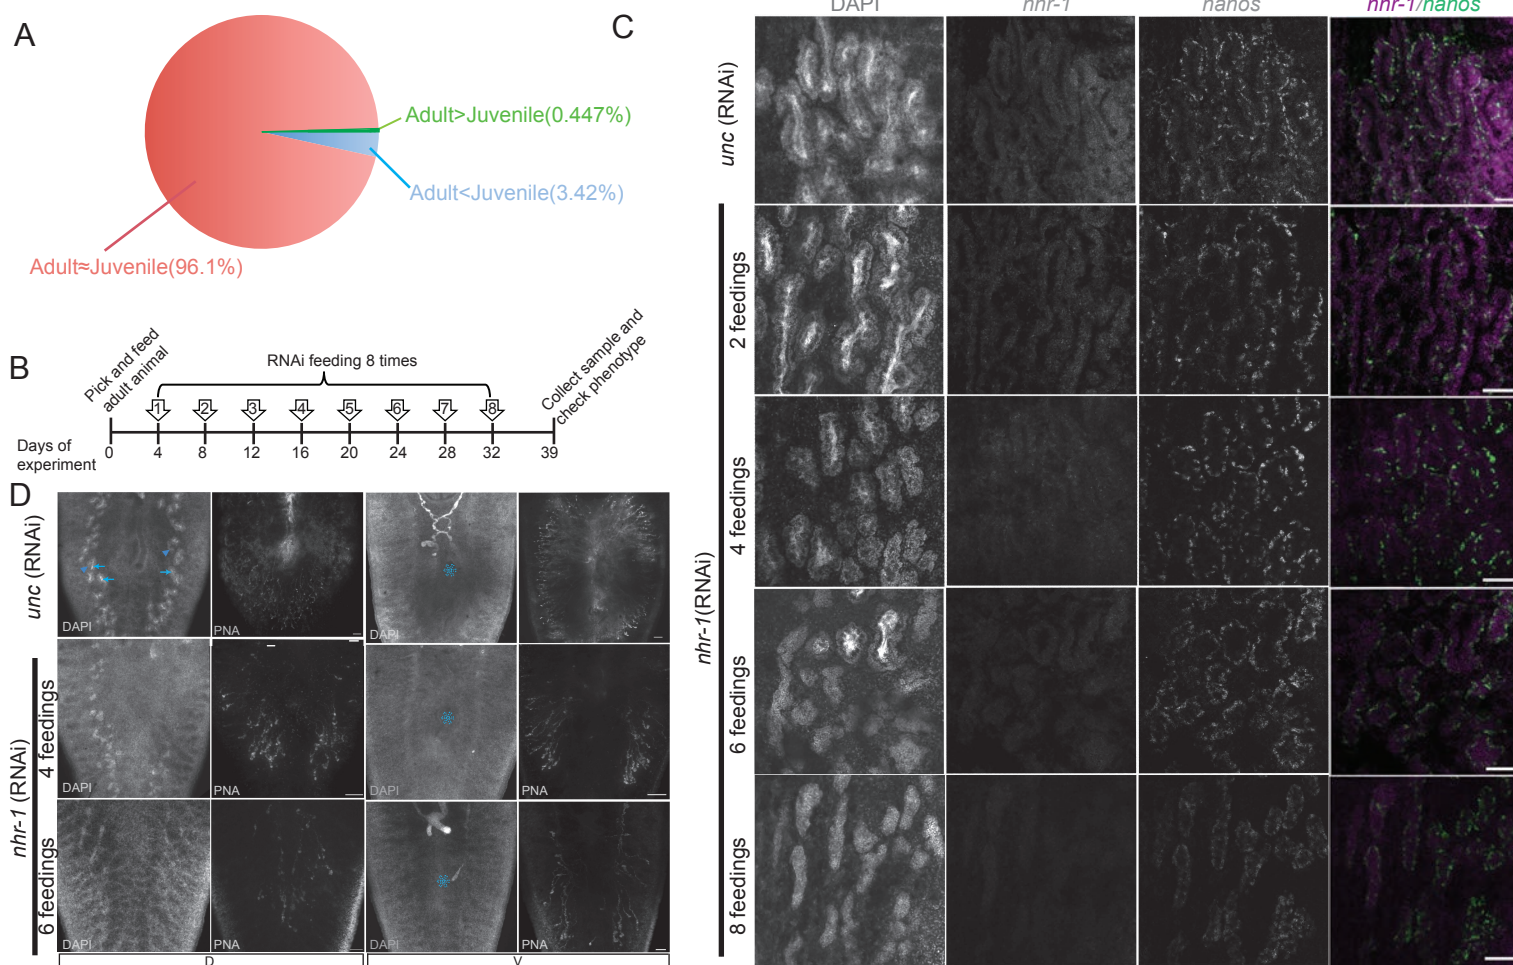 A
Adult>Juvenile(0.447%)
Adult<Juvenile(3.42%)
Adult≈Juvenile(96.1%)
B
Pick and feed
adult animal
RNAi feeding 8 times
Collect sample and
check phenotype
1 2 3 4 5 6 7 8
Days of
experiment
0 4 8 12 16 20 24 28 32 39
C
DAPI nhr-1 nanos nhr-1/nanos
unc (RNAi)
nhr-1(RNAi)
2 feedings
4 feedings
6 feedings
8 feedings
D
unc (RNAi)
DAPI PNA DAPI PNA
nhr-1 (RNAi)
4 feedings
DAPI PNA DAPI PNA
6 feedings
DAPI PNA DAPI PNA
D V